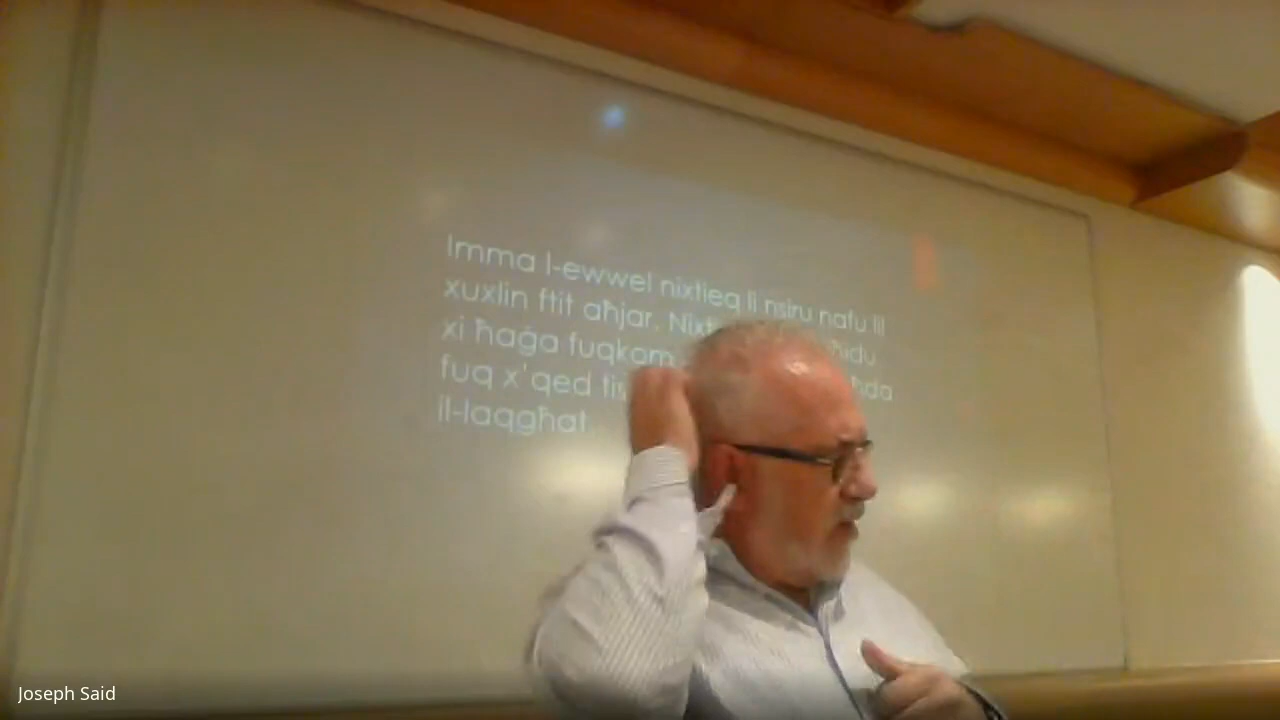 Imma l-ewwel nixtieq li nsiru nafu lil
xuxlin ftit aħjar.
xi ħaġa fuqkom
fuq x'qed
il-laqgħat.
Joseph Said